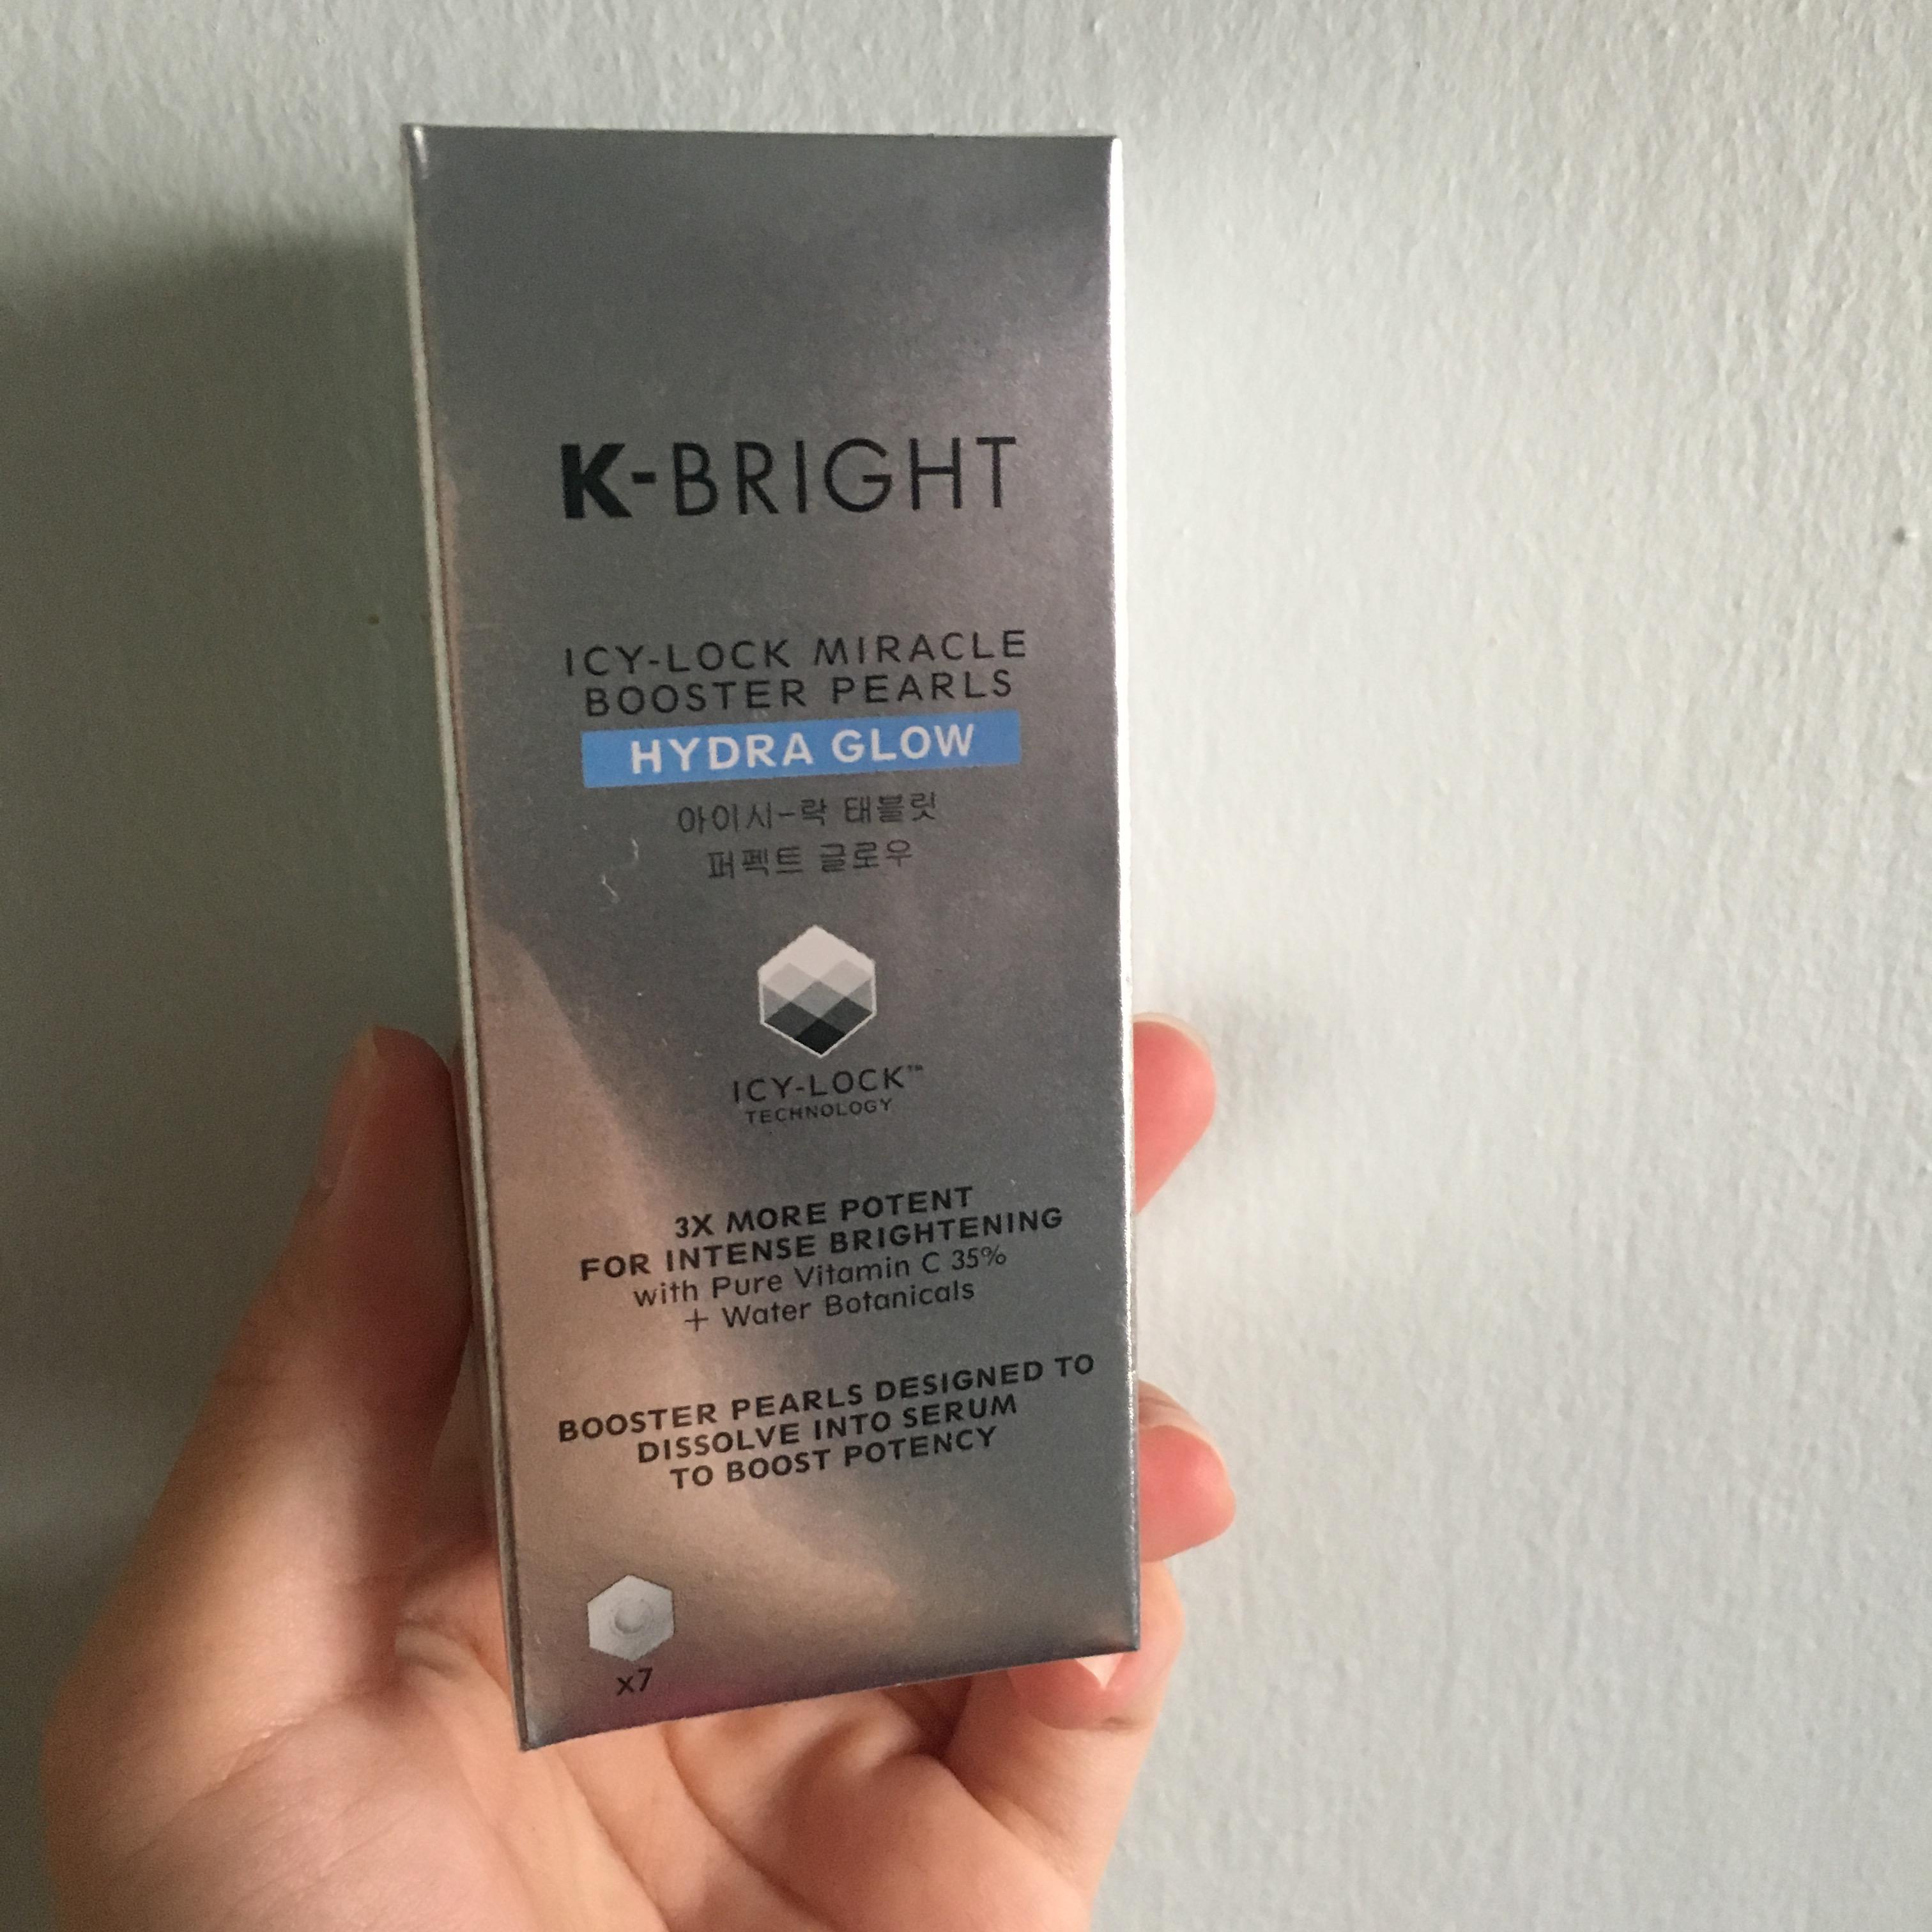 K-BRIGHT
ICY-LOCK MIRACLE
BOOSTER PEARLS
HYDRA GLOW
아이시-락 태블릿
퍼펙트 글로우
ICY-LOCK™
TECHNOLOGY
3X MORE POTENT
FOR INTENSE BRIGHTENING
with Pure Vitamin C 35%
+ Water Botanicals
BOOSTER PEARLS DESIGNED TO
DISSOLVE INTO SERUM
TO BOOST POTENCY
x7